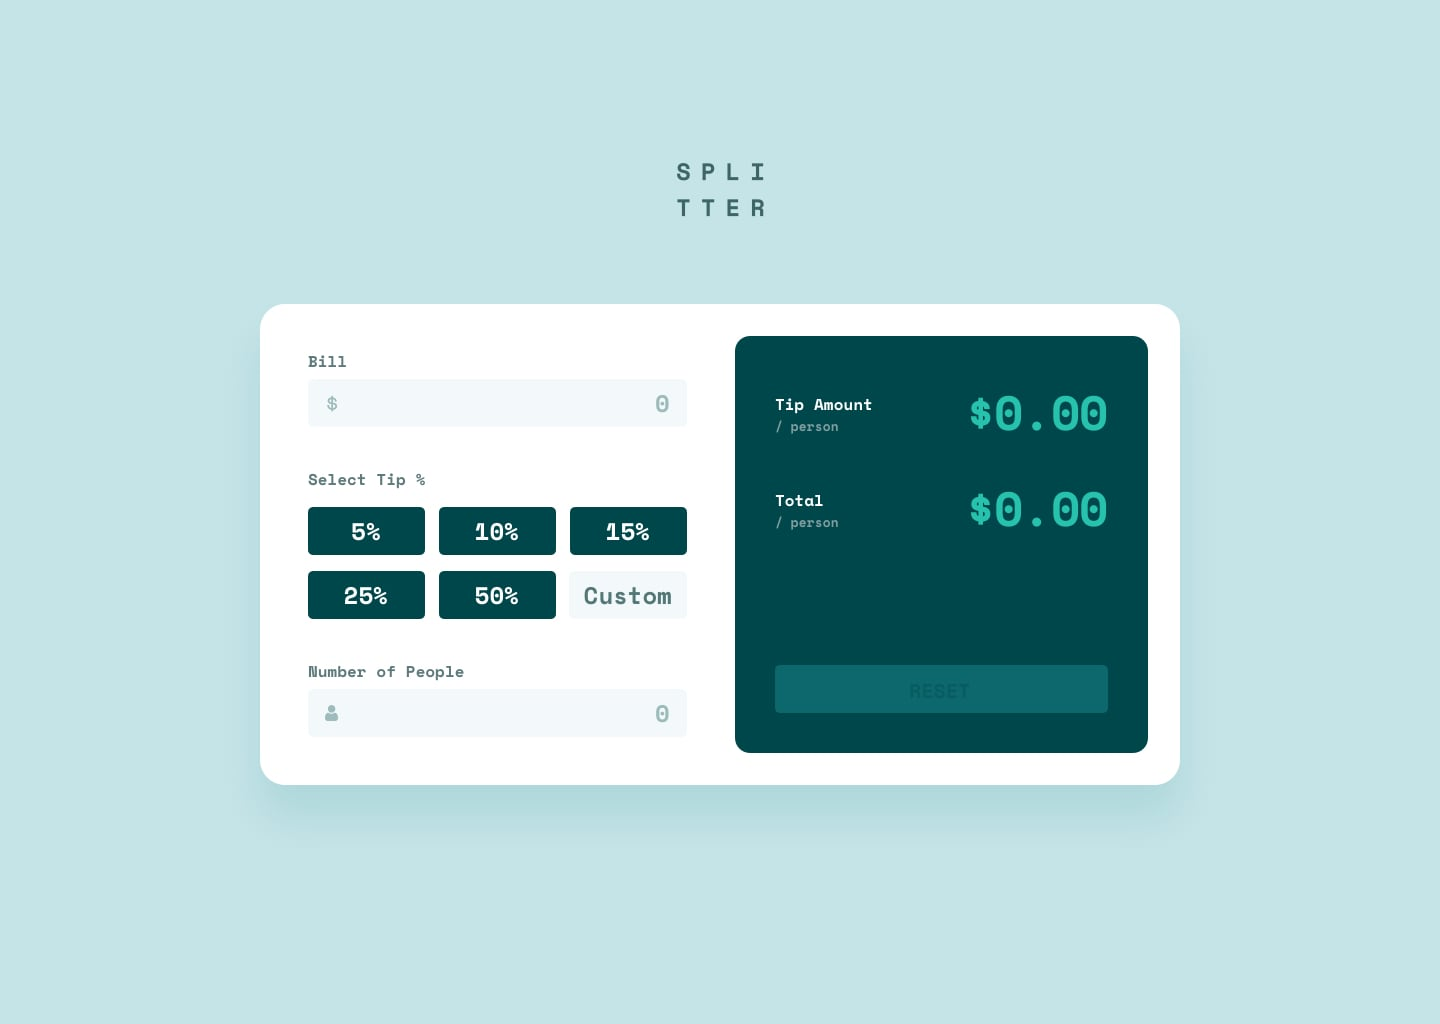 SPLI
TTER
Bill
$ 0
Select Tip %
5% 10% 15%
25% 50% Custom
Number of People
0
Tip Amount
/ person
$0.00
Total
/ person
$0.00
RESET